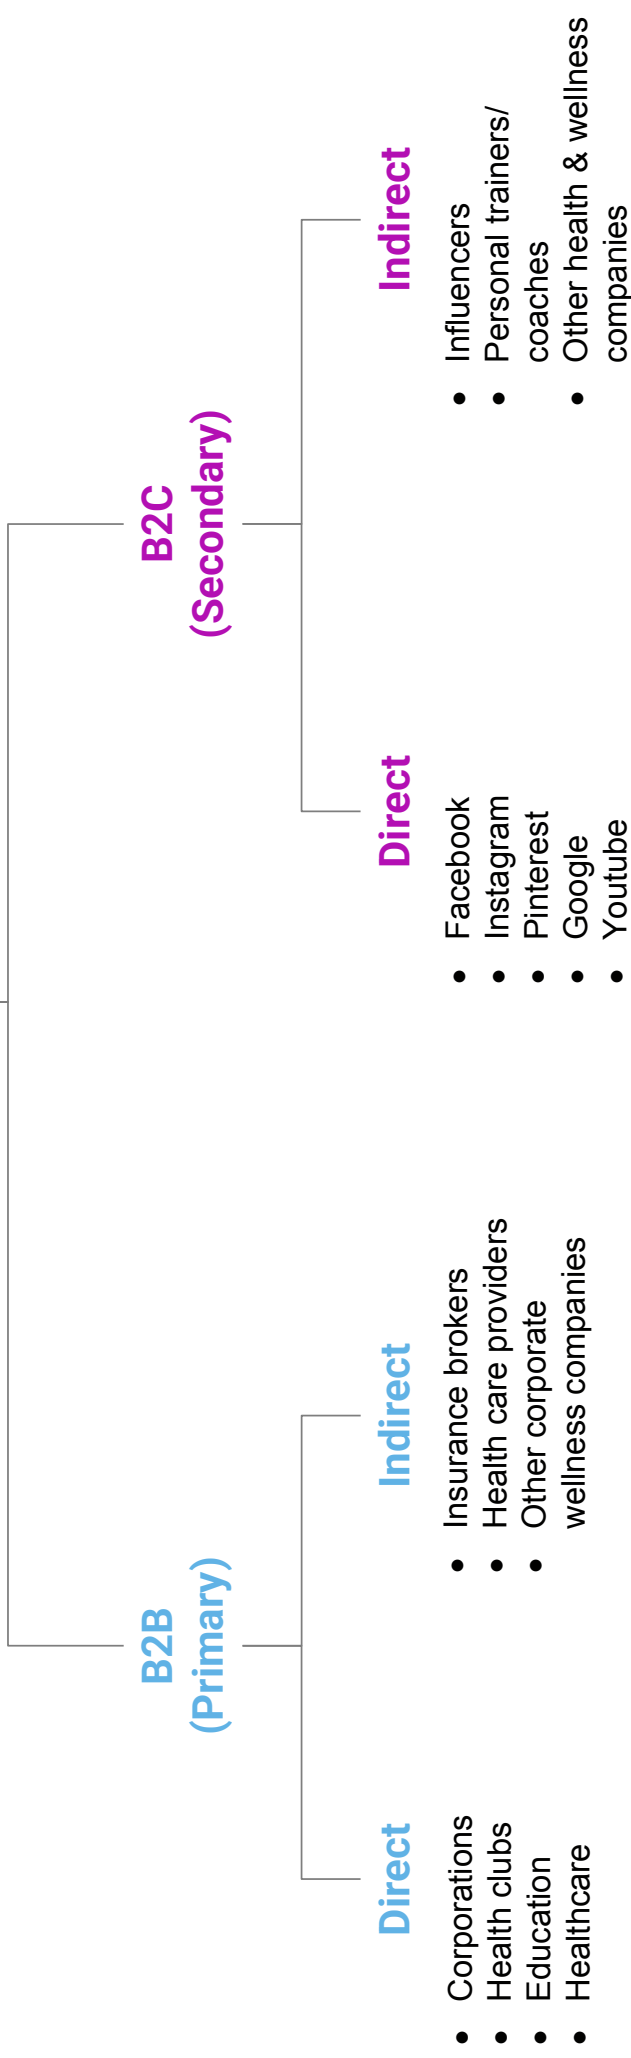 B2B
(Primary)
Direct
• Corporations
• Health clubs
• Education
• Healthcare
Indirect
• Insurance brokers
• Health care providers
• Other corporate
wellness companies
B2C
(Secondary)
Direct
• Facebook
• Instagram
• Pinterest
• Google
• Youtube
Indirect
• Influencers
• Personal trainers/
coaches
• Other health & wellness
companies